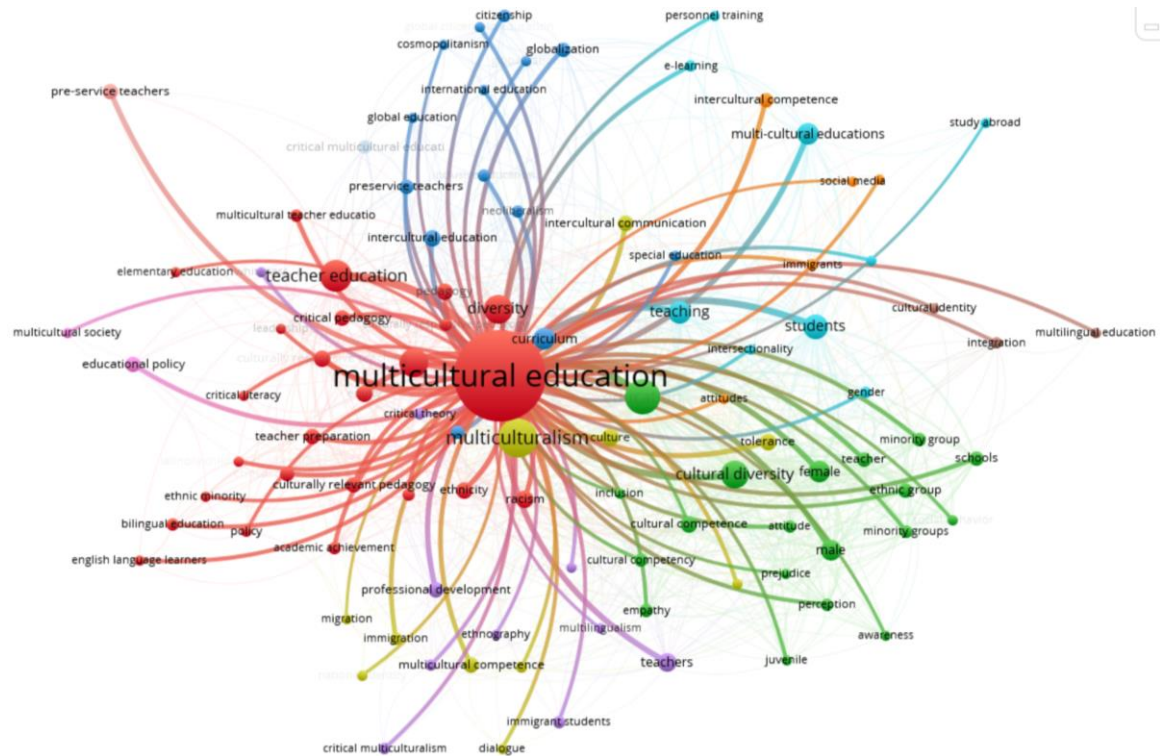 citizenship
personnel training
cosmopolitanism
globalization
e-learning
pre-service teachers
international education
intercultural competence
global education
study abroad
multi-cultural educations
critical multicultural educati
social media
preservice teachers
neoliberalism
multicultural teacher educatio
intercultural communication
intercultural education
special education
immigrants
elementary education
teacher education
pedagogy
cultural identity
diversity
teaching
critical pedagogy
students
leadership
multicultural society
curriculum
multilingual education
integration
intersectionality
educational policy
multicultural education
critical literacy
attitudes
gender
critical theory
teacher preparation
multiculturalism
culture
tolerance
minority group
teacher
schools
cultural diversity
female
culturally relevant pedagogy
ethnicity
ethnic group
ethnic minority
racism
inclusion
bilingual education
policy
cultural competence
attitude
minority groups
academic achievement
male
english language learners
cultural competency
prejudice
professional development
perception
empathy
migration
immigration
ethnography
multilingualism
awareness
multicultural competence
teachers
juvenile
immigrant students
critical multiculturalism
dialogue